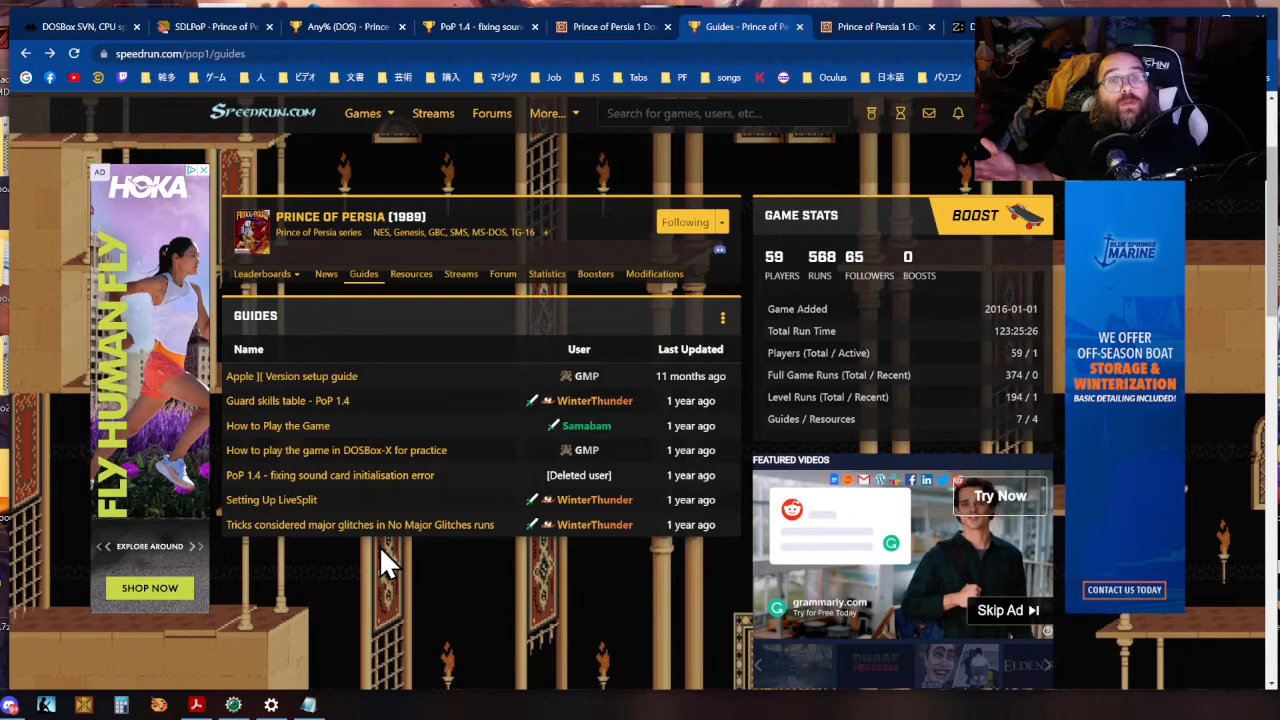 DOSBox SVN, CPU sp
SDLPoP - Prince of Pe
Any% (DOS) - Prince
PoP 1.4 - fixing soun
Prince of Persia 1 Do
Guides - Prince of Pe
Prince of Persia 1 Do
speedrun.com/pop1/guides
雑多
ゲーム
人
ビデオ
文書
芸術
購入
マジック
Job
JS
Tabs
PF
songs
Oculus
日本語
パソコン
TECHNI
SPEEDRUN.COM
Games
Streams
Forums
More...
Search for games, users, etc...
AD
HOKA
FLY HUMAN FLY
EXPLORE AROUND
SHOP NOW
PRINCE OF PERSIA (1989)
Prince of Persia series
NES, Genesis, GBC, SMS, MS-DOS, TG-16 +
Following
Leaderboards
News
Guides
Resources
Streams
Forum
Statistics
Boosters
Modifications
GUIDES
Name User Last Updated
Apple ][ Version setup guide GMP 11 months ago
Guard skills table - PoP 1.4 WinterThunder 1 year ago
How to Play the Game Samabam 1 year ago
How to play the game in DOSBox-X for practice GMP 1 year ago
PoP 1.4 - fixing sound card initialisation error [Deleted user] 1 year ago
Setting Up LiveSplit WinterThunder 1 year ago
Tricks considered major glitches in No Major Glitches runs WinterThunder 1 year ago
GAME STATS
BOOST
59 568 65 0
PLAYERS RUNS FOLLOWERS BOOSTS
Game Added 2016-01-01
Total Run Time 123:25:26
Players (Total / Active) 59 / 1
Full Game Runs (Total / Recent) 374 / 0
Level Runs (Total / Recent) 194 / 1
Guides / Resources 7 / 4
FEATURED VIDEOS
Try Now
grammarly.com
Try for Free Today
Skip Ad
ELDEN
BLUE SPRINGS
MARINE
WE OFFER
OFF-SEASON BOAT
STORAGE &
WINTERIZATION
BASIC DETAILING INCLUDED!
CONTACT US TODAY